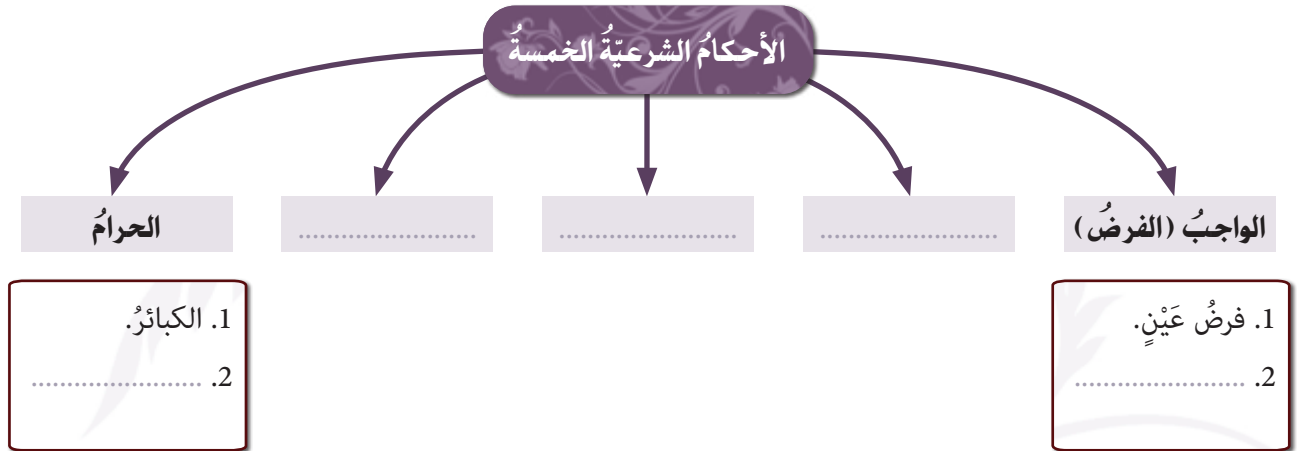 الأحكامُ الشرعيّةُ الخمسةُ
الواجبُ (الفرضُ)
.......................
.......................
.......................
الحرامُ
1. فرضُ عَيْنٍ.
2. .......................
1. الكبائرُ.
2. .......................